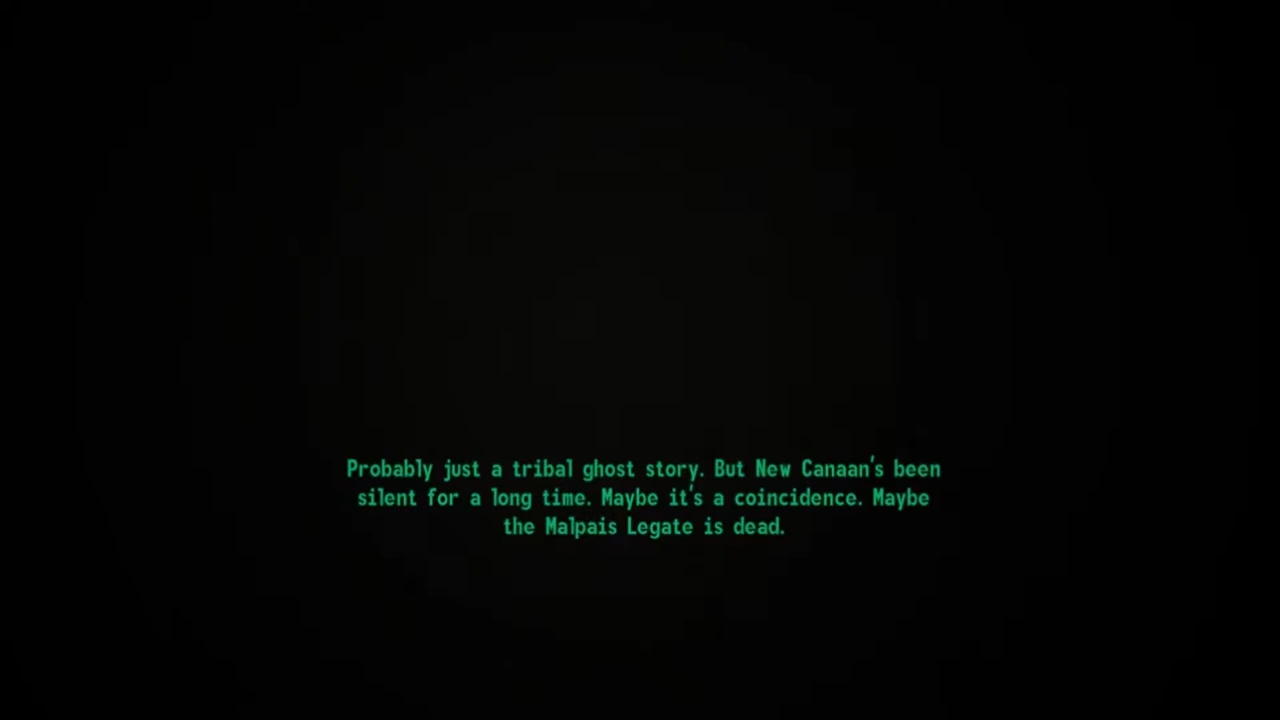 Probably just a tribal ghost story. But New Canaan's been
silent for a long time. Maybe it's a coincidence. Maybe
the Malpais Legate is dead.